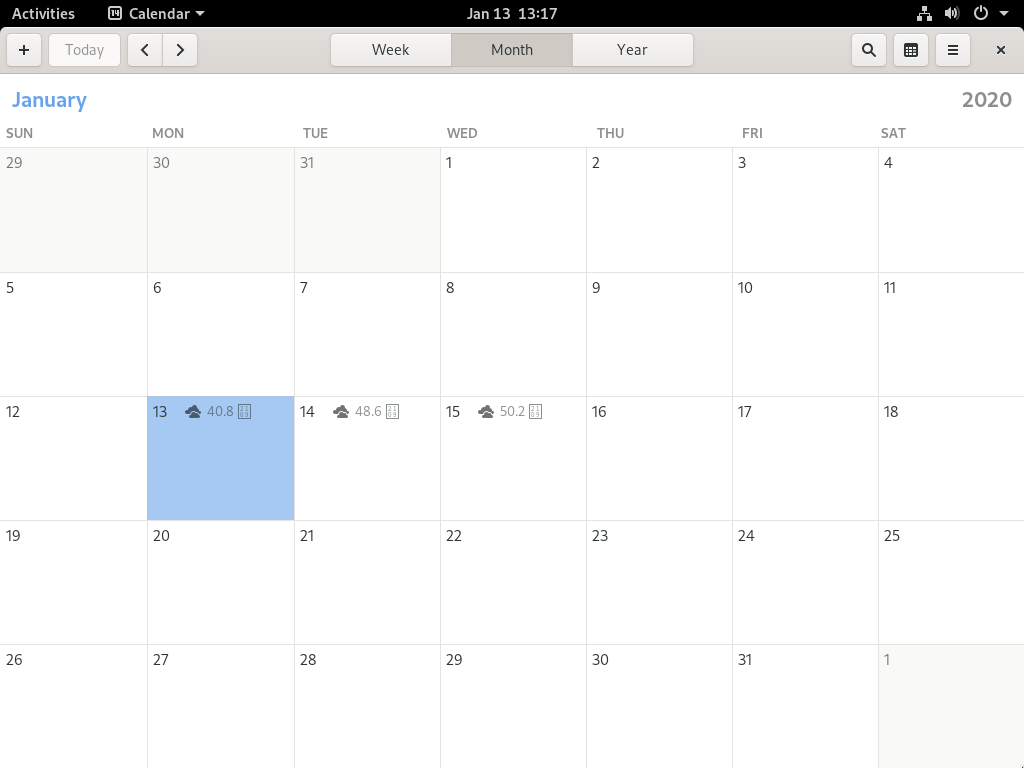 Activities Calendar Jan 13 13:17
Today Week Month Year
January 2020
SUN MON TUE WED THU FRI SAT
29 30 31 1 2 3 4
5 6 7 8 9 10 11
12 13 40.8 14 48.6 15 50.2 16 17 18
19 20 21 22 23 24 25
26 27 28 29 30 31 1